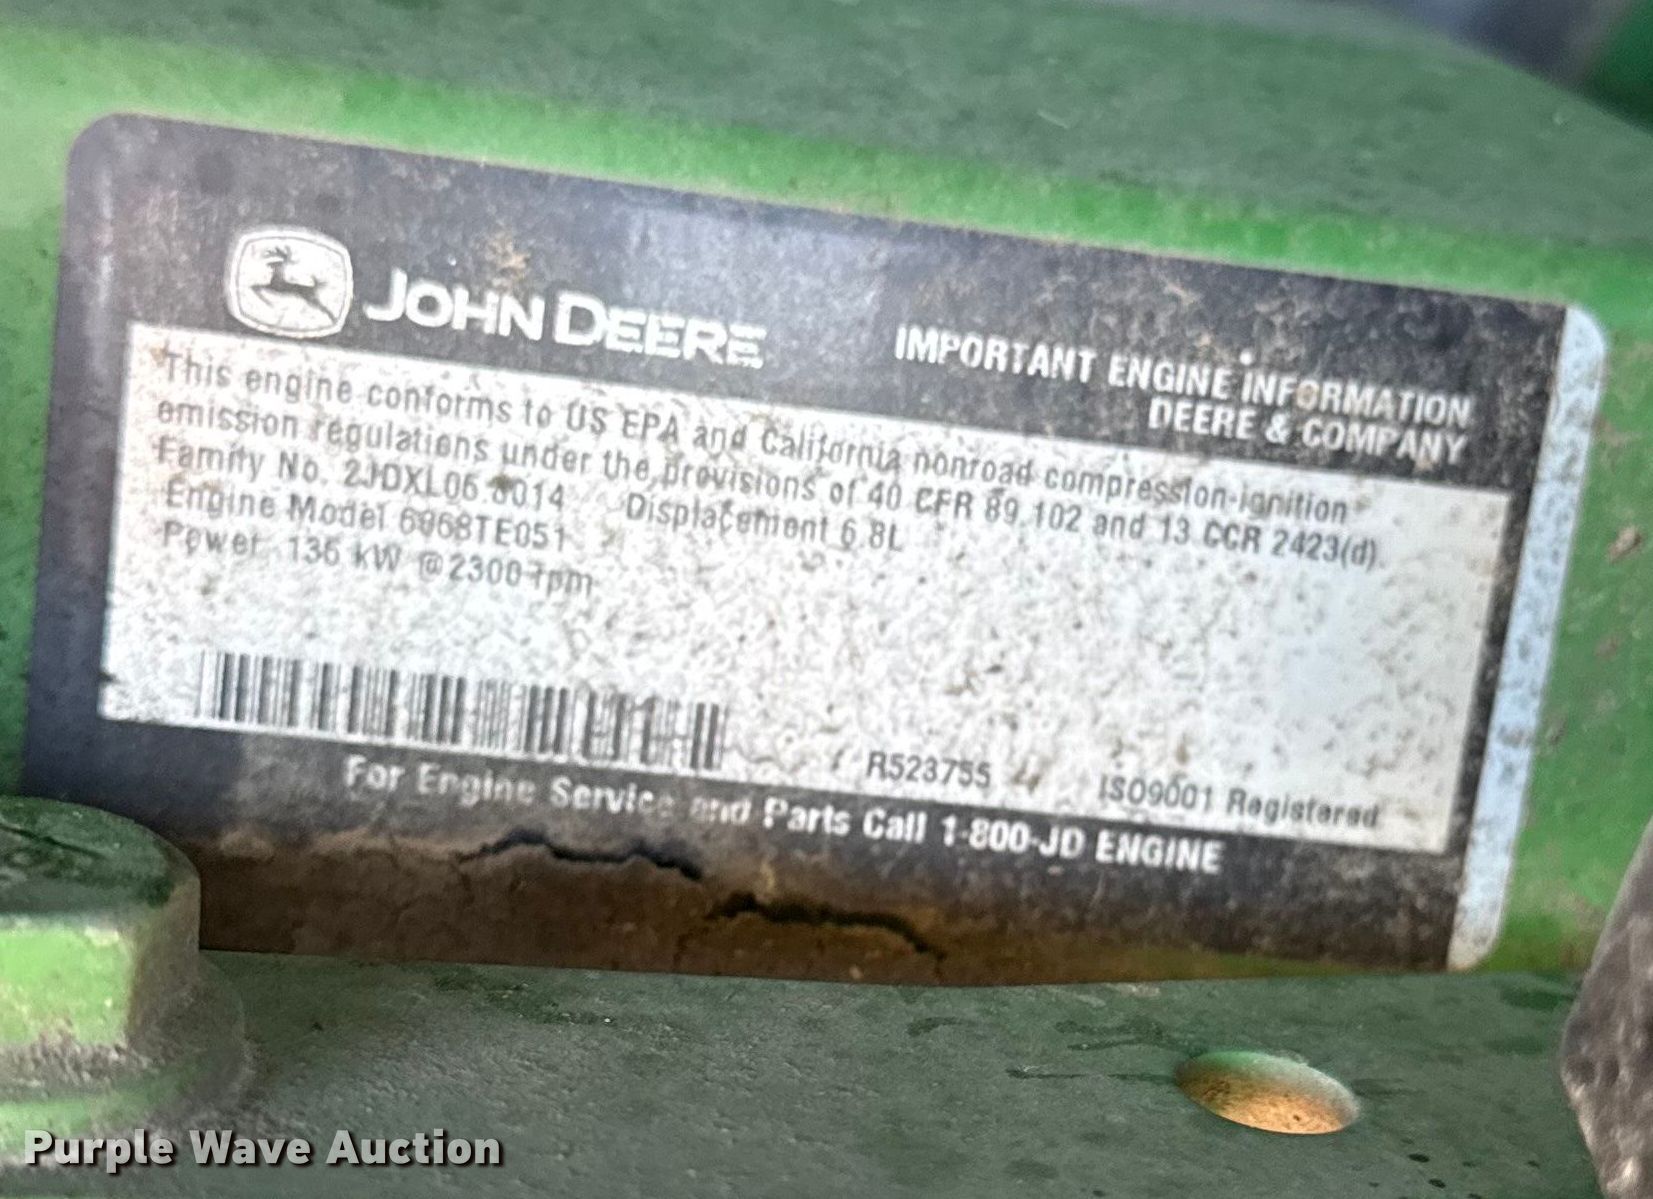 JOHN DEERE
IMPORTANT ENGINE INFORMATION
DEERE & COMPANY
This engine conforms to US EPA and California nonroad compression-ignition
emission regulations under the provisions of 40 CFR 89.102 and 13 CCR 2423(d).
Family No. 2JDXL06.8014 Displacement 6.8L
Engine Model 6068TE051
Power 136 kW @ 2300 rpm
R523755 ISO9001 Registered
For Engine Service and Parts Call 1-800-JD ENGINE
Purple Wave Auction